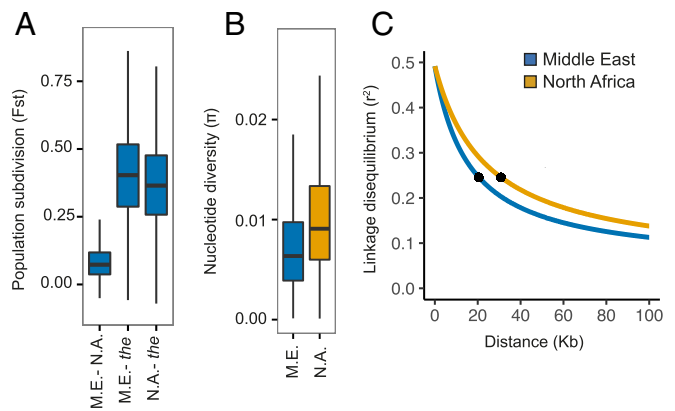 A
Population subdivision (Fst)
0.75
0.50
0.25
0.00
M.E.- N.A.
M.E.- the
N.A.- the
B
Nucleotide diversity (π)
0.02
0.01
0.00
M.E.
N.A.
C
Middle East
North Africa
Linkage disequilibrium (r²)
0.5
0.4
0.3
0.2
0.1
0.0
0 20 40 60 80 100
Distance (Kb)